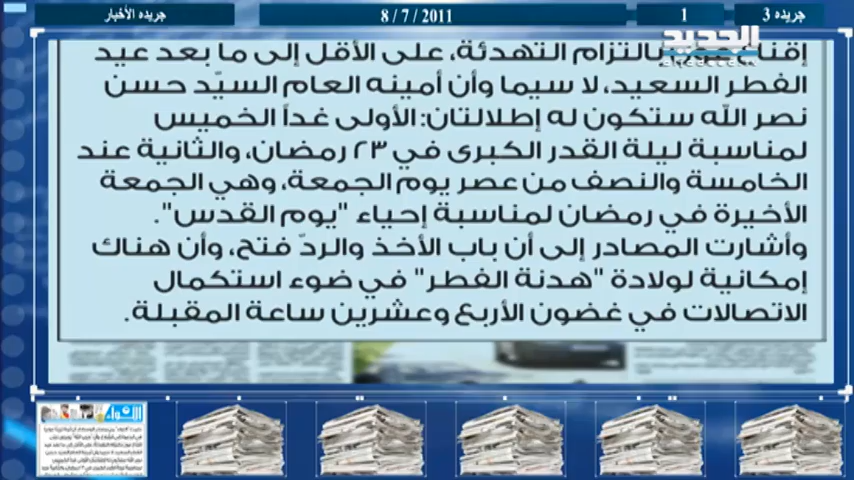 جريده 3
1
8 / 7 / 2011
جريده الأخبار
الجديد
بالتزام التهدئة، على الأقل إلى ما بعد عيد
الفطر السعيد، لا سيما وأن أمينه العام السيّد حسن
نصر الله ستكون له إطلالتان: الأولى غداً الخميس
لمناسبة ليلة القدر الكبرى في ٢٣ رمضان، والثانية عند
الخامسة والنصف من عصر يوم الجمعة، وهي الجمعة
الأخيرة في رمضان لمناسبة إحياء "يوم القدس".
وأشارت المصادر إلى أن باب الأخذ والردّ فتح، وأن هناك
إمكانية لولادة "هدنة الفطر" في ضوء استكمال
الاتصالات في غضون الأربع وعشرين ساعة المقبلة.
اللواء